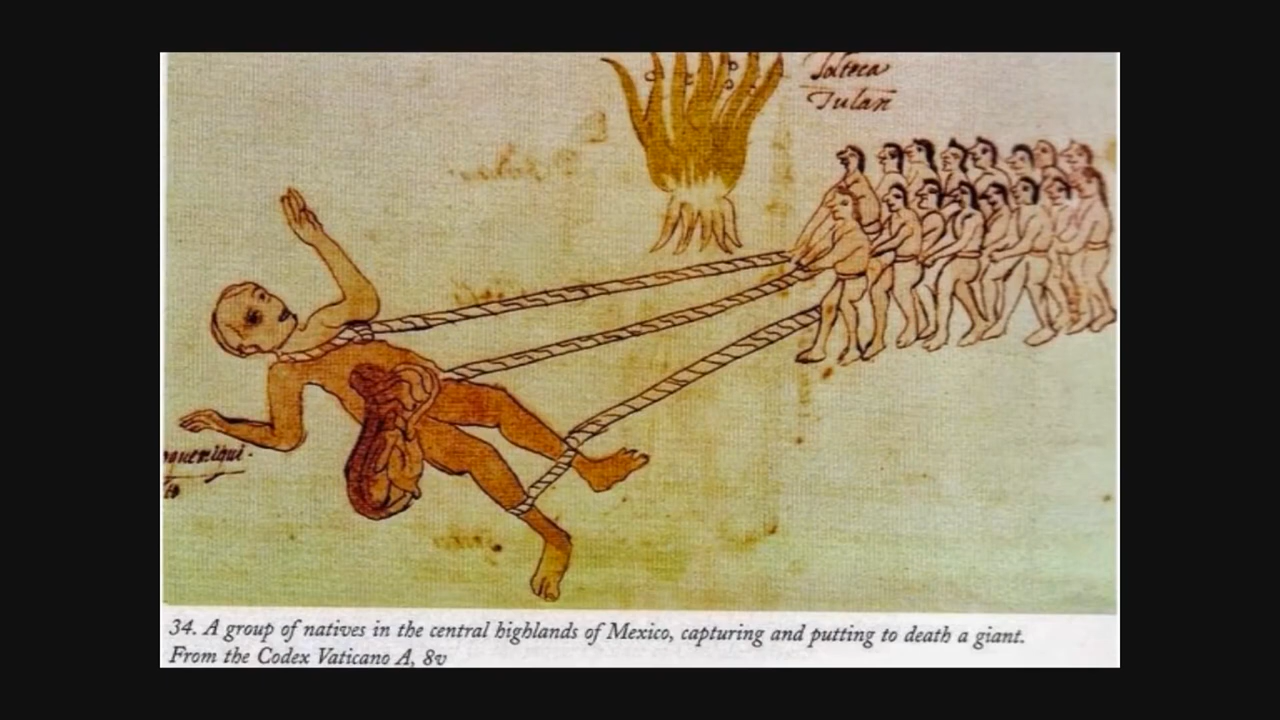 Tolteca
Tulan
34. A group of natives in the central highlands of Mexico, capturing and putting to death a giant.
From the Codex Vaticano A, 8v